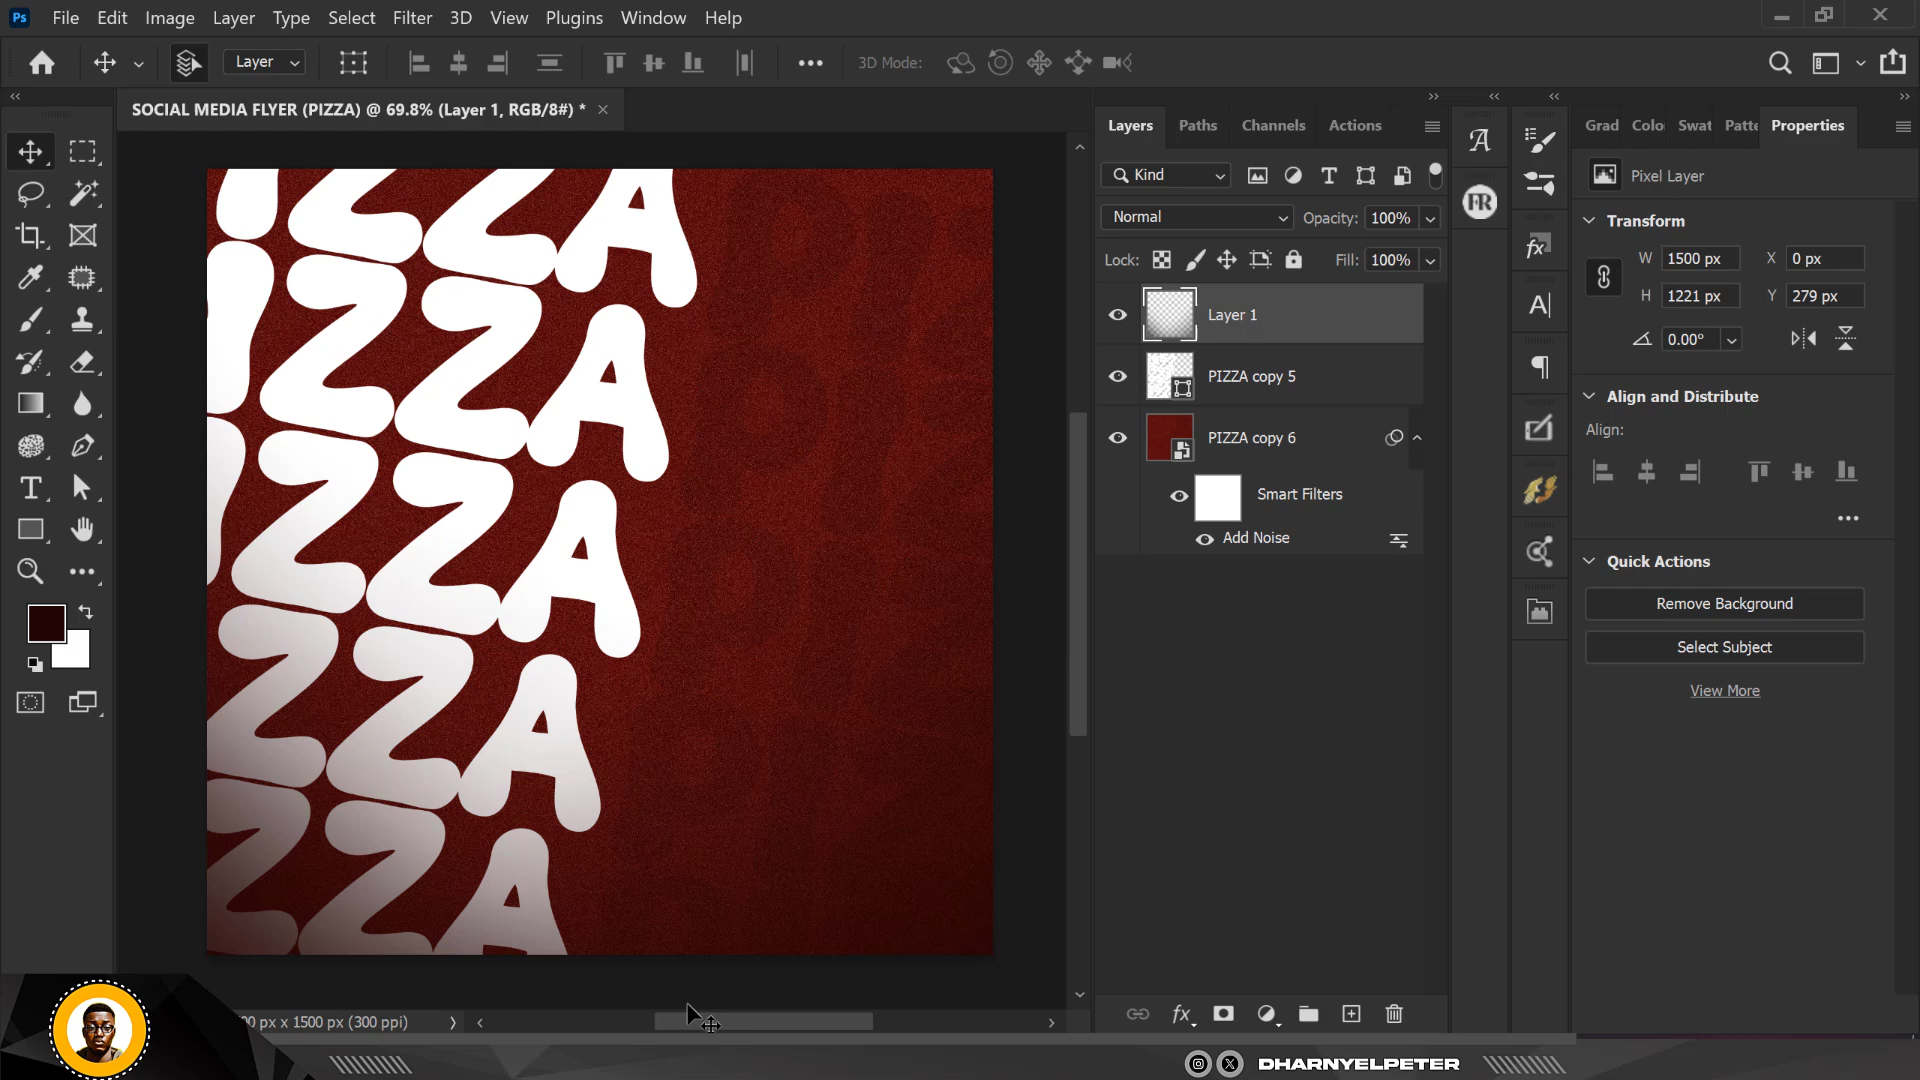 Ps File Edit Image Layer Type Select Filter 3D View Plugins Window Help
Layer 3D Mode:
SOCIAL MEDIA FLYER (PIZZA) @ 69.8% (Layer 1, RGB/8#) *
Layers Paths Channels Actions
Grad Colo Swat Patte Properties
Kind
Pixel Layer
Normal Opacity: 100%
Transform
Lock: Fill: 100%
W 1500 px X 0 px
H 1221 px Y 279 px
0.00°
Layer 1
PIZZA copy 5
PIZZA copy 6
Smart Filters
Add Noise
Align and Distribute
Align:
Quick Actions
Remove Background
Select Subject
View More
FR
IZZA
IZZA
IZZA
ZZA
ZZA
00 px x 1500 px (300 ppi)
DHARNYELPETER